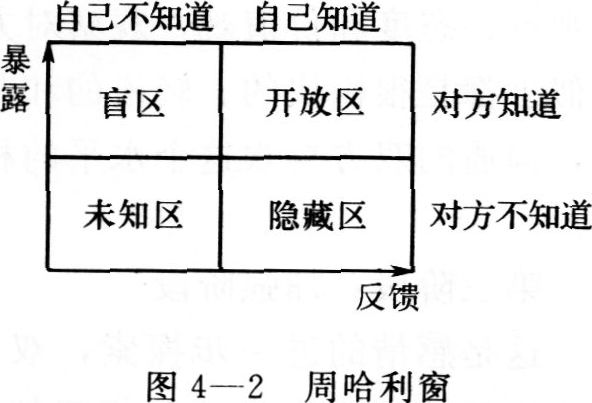 自己不知道 自己知道
暴露
盲区 开放区 对方知道
未知区 隐藏区 对方不知道
反馈
图 4—2 周哈利窗